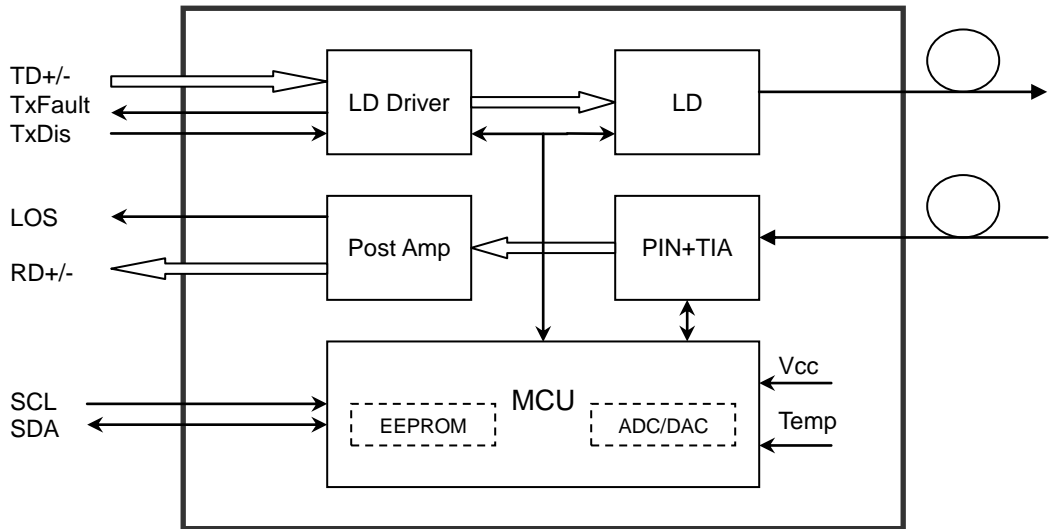 TD+/-
TxFault
TxDis
LD Driver
LD
LOS
RD+/-
Post Amp
PIN+TIA
SCL
SDA
MCU
EEPROM
ADC/DAC
Vcc
Temp